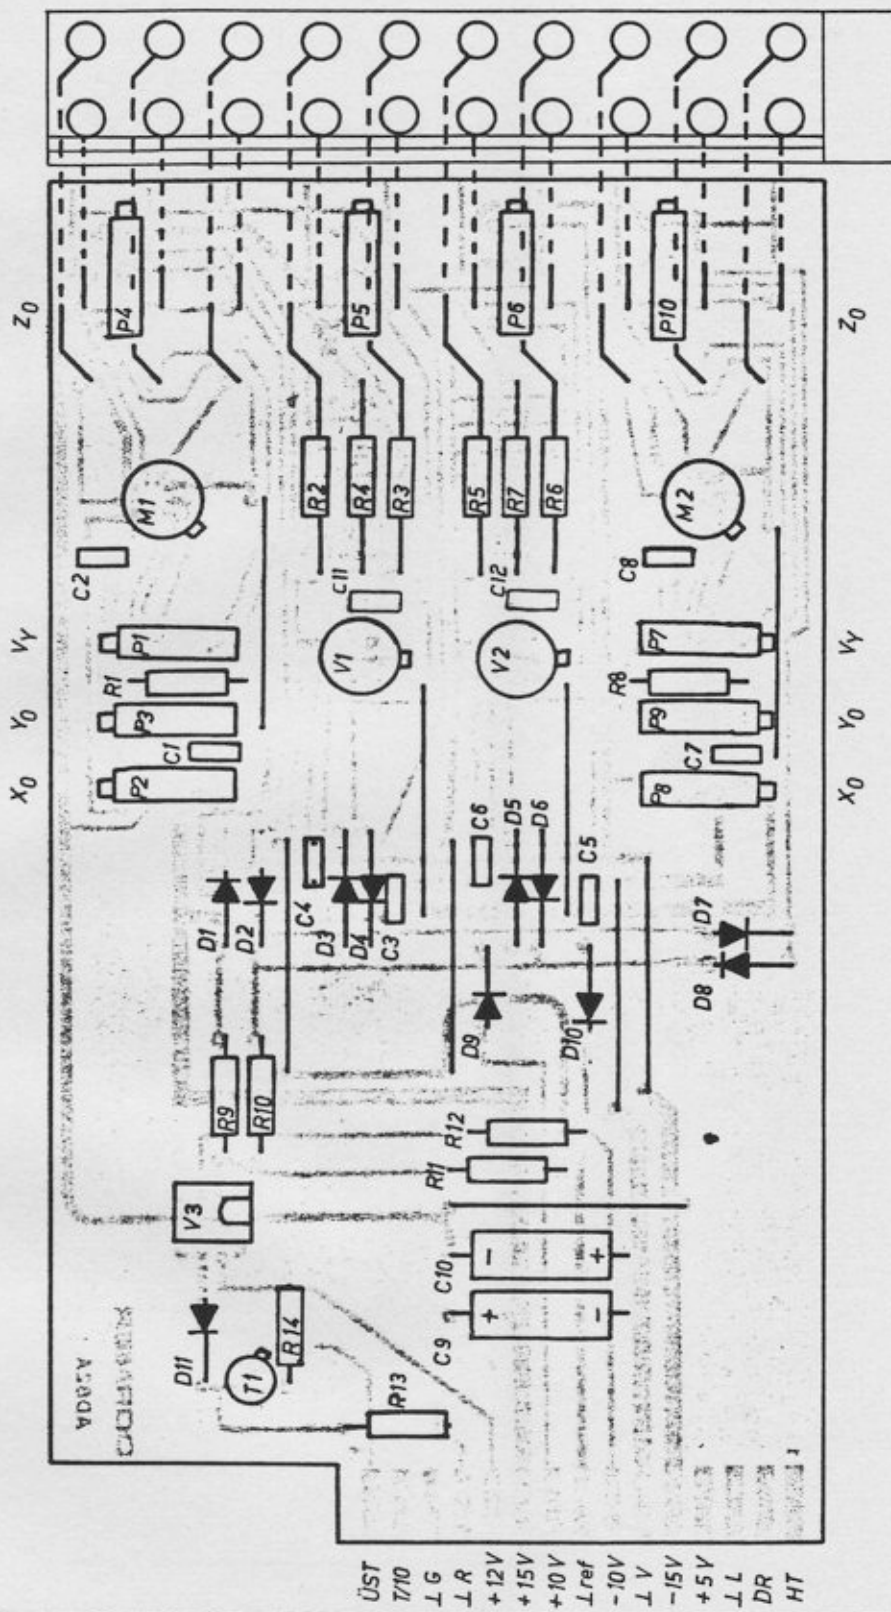 Z0
Z0
P4
P5
P6
P10
M1
R2
R4
R3
R5
R7
R6
M2
C2
C11
C12
C8
VY
VY
P1
V1
V2
P7
R1
R8
Y0
Y0
P3
P9
C1
C7
X0
X0
P2
P8
C6
D5
D6
C5
C4
D1
D2
D3
D4
C3
D7
D8
D9
D10
R9
R10
R12
R11
V3
C10
- +
C9
+ -
D11
R14
T1
R13
A280A
ÜST
T/10
⊥ G
⊥ R
+12V
+15V
+10V
⊥ref
-10V
⊥ V
-15V
+5V
⊥ L
DR
HT
1